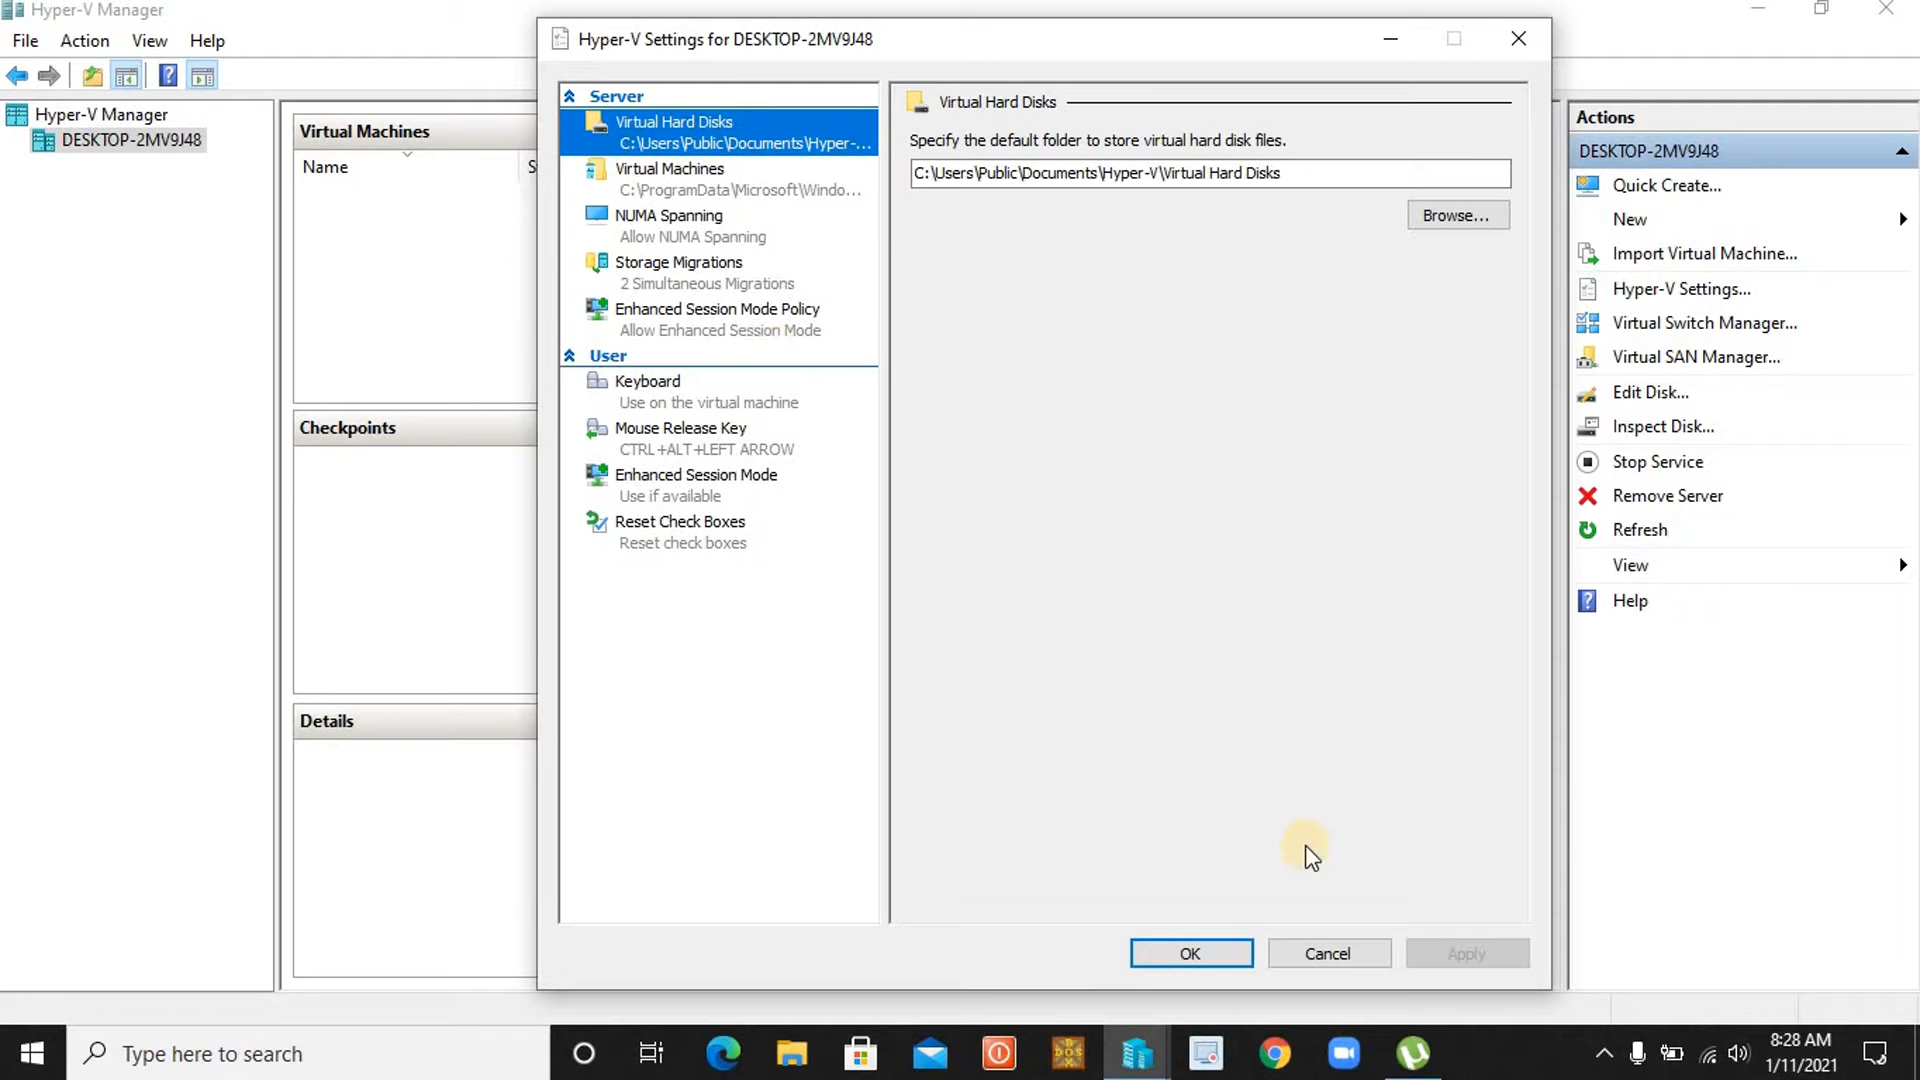 Hyper-V Manager
File Action View Help
Hyper-V Manager
DESKTOP-2MV9J48
Virtual Machines
Name S
Checkpoints
Details
Hyper-V Settings for DESKTOP-2MV9J48
Server
Virtual Hard Disks
C:\Users\Public\Documents\Hyper-...
Virtual Machines
C:\ProgramData\Microsoft\Windo...
NUMA Spanning
Allow NUMA Spanning
Storage Migrations
2 Simultaneous Migrations
Enhanced Session Mode Policy
Allow Enhanced Session Mode
User
Keyboard
Use on the virtual machine
Mouse Release Key
CTRL+ALT+LEFT ARROW
Enhanced Session Mode
Use if available
Reset Check Boxes
Reset check boxes
Virtual Hard Disks
Specify the default folder to store virtual hard disk files.
C:\Users\Public\Documents\Hyper-V\Virtual Hard Disks
Browse...
OK Cancel Apply
Actions
DESKTOP-2MV9J48
Quick Create...
New
Import Virtual Machine...
Hyper-V Settings...
Virtual Switch Manager...
Virtual SAN Manager...
Edit Disk...
Inspect Disk...
Stop Service
Remove Server
Refresh
View
Help
Type here to search
8:28 AM
1/11/2021